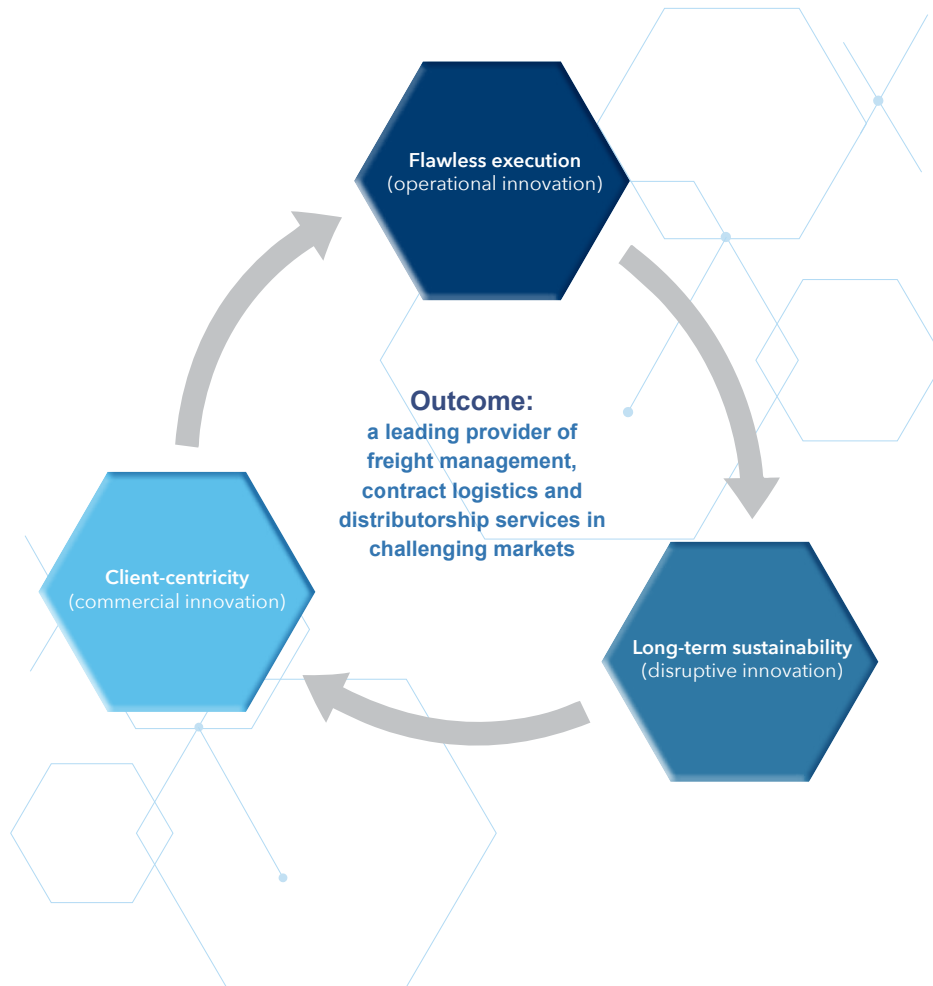 Flawless execution
(operational innovation)
Outcome:
a leading provider of
freight management,
contract logistics and
distributorship services in
challenging markets
Client-centricity
(commercial innovation)
Long-term sustainability
(disruptive innovation)